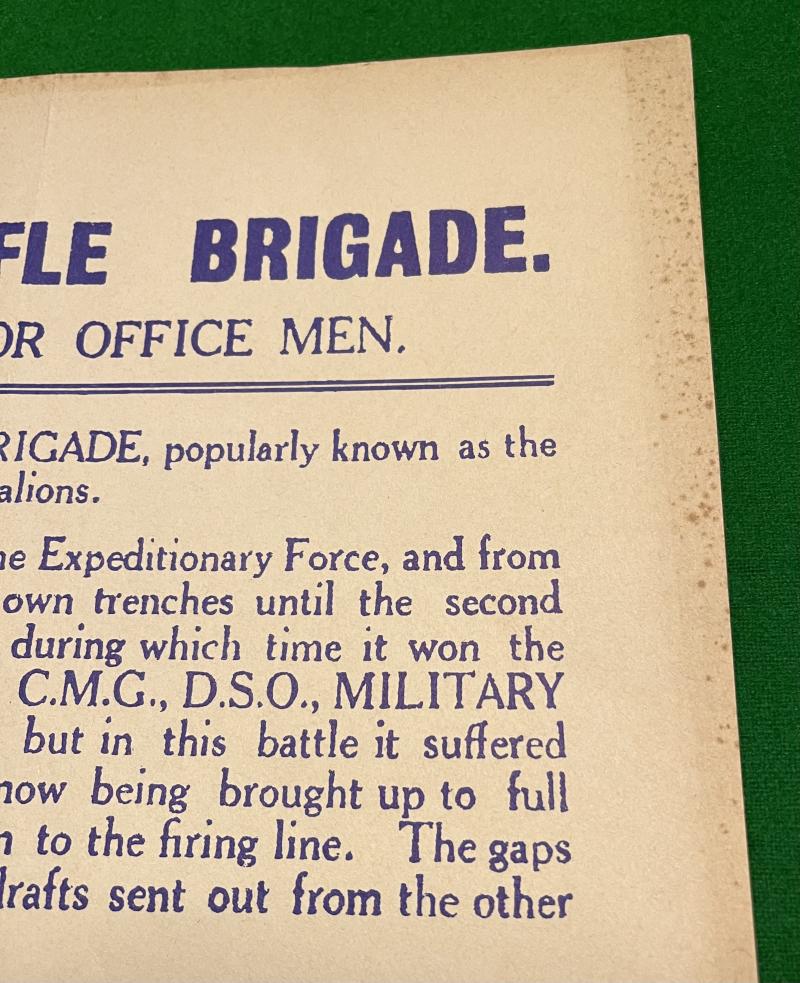 FLE BRIGADE.
OR OFFICE MEN.
RIGADE, popularly known as the
alions.
he Expeditionary Force, and from
own trenches until the second
during which time it won the
C.M.G., D.S.O., MILITARY
but in this battle it suffered
now being brought up to full
n to the firing line. The gaps
drafts sent out from the other